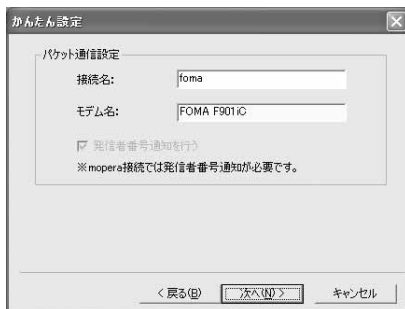 かんたん設定
パケット通信設定
接続名: foma
モデム名: FOMA F901iC
発信者番号通知を行う
※mopera接続では発信者番号通知が必要です。
< 戻る(B) 次へ(N) > キャンセル